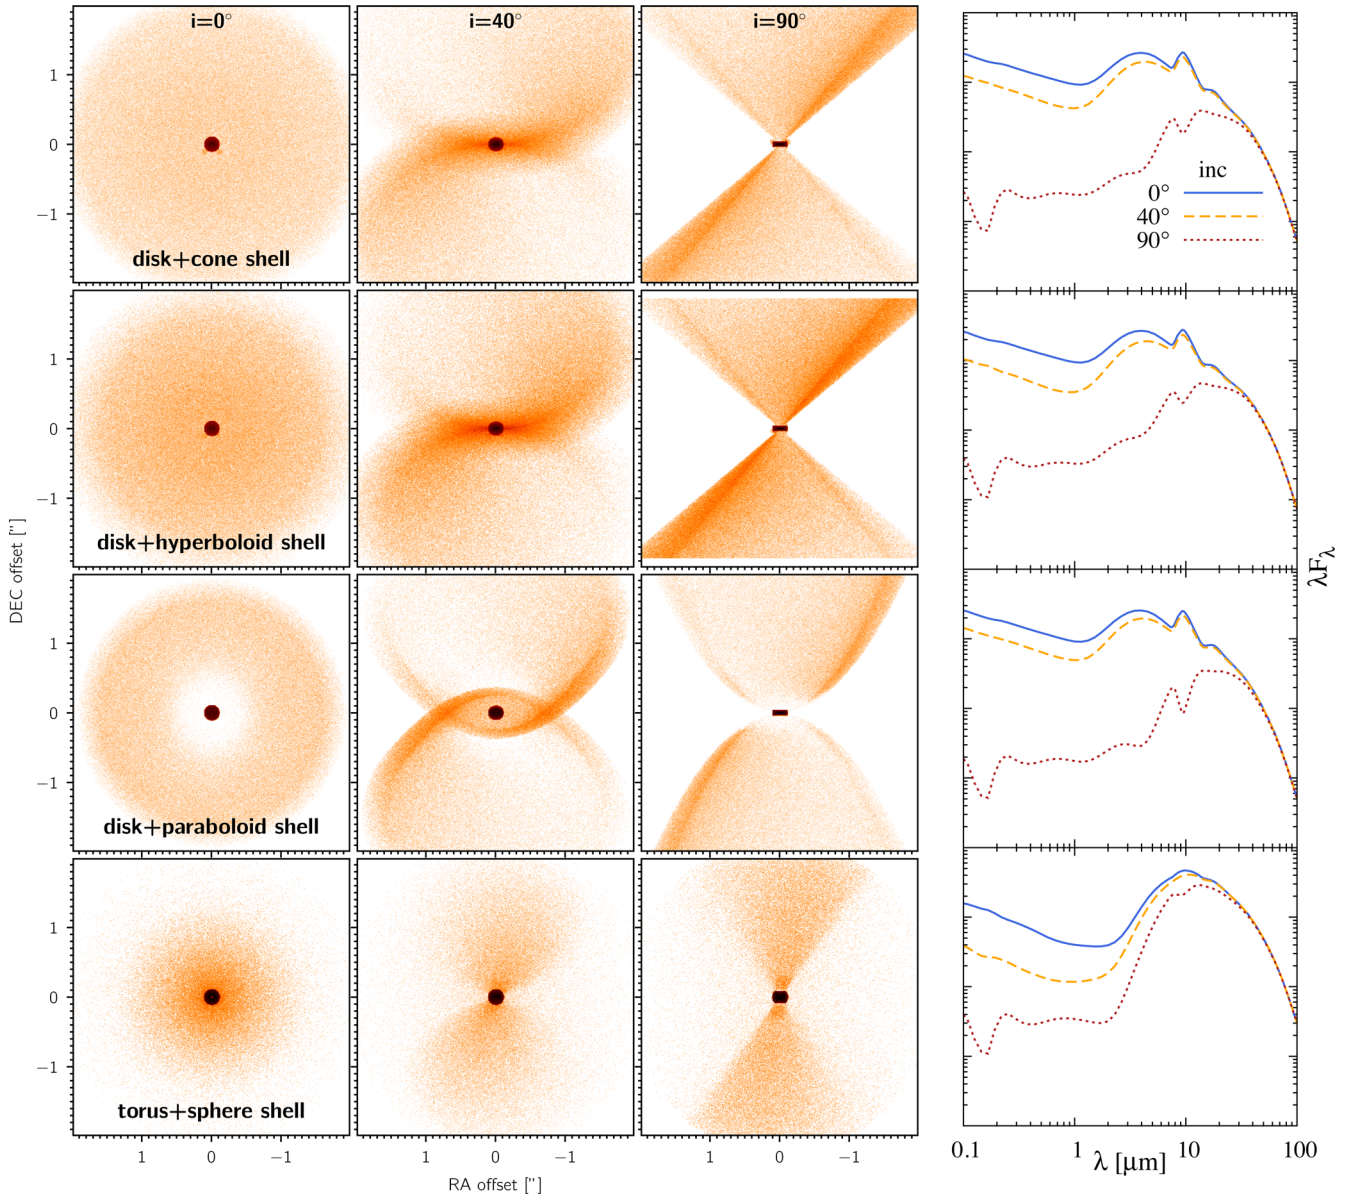 i=0° i=40° i=90°
1
0
−1
disk+cone shell
inc
0°
40°
90°
1
0
−1
disk+hyperboloid shell
DEC offset ["]
λFλ
1
0
−1
disk+paraboloid shell
1
0
−1
torus+sphere shell
1 0 −1 1 0 −1 1 0 −1
RA offset ["]
0.1 1 10 100
λ [μm]